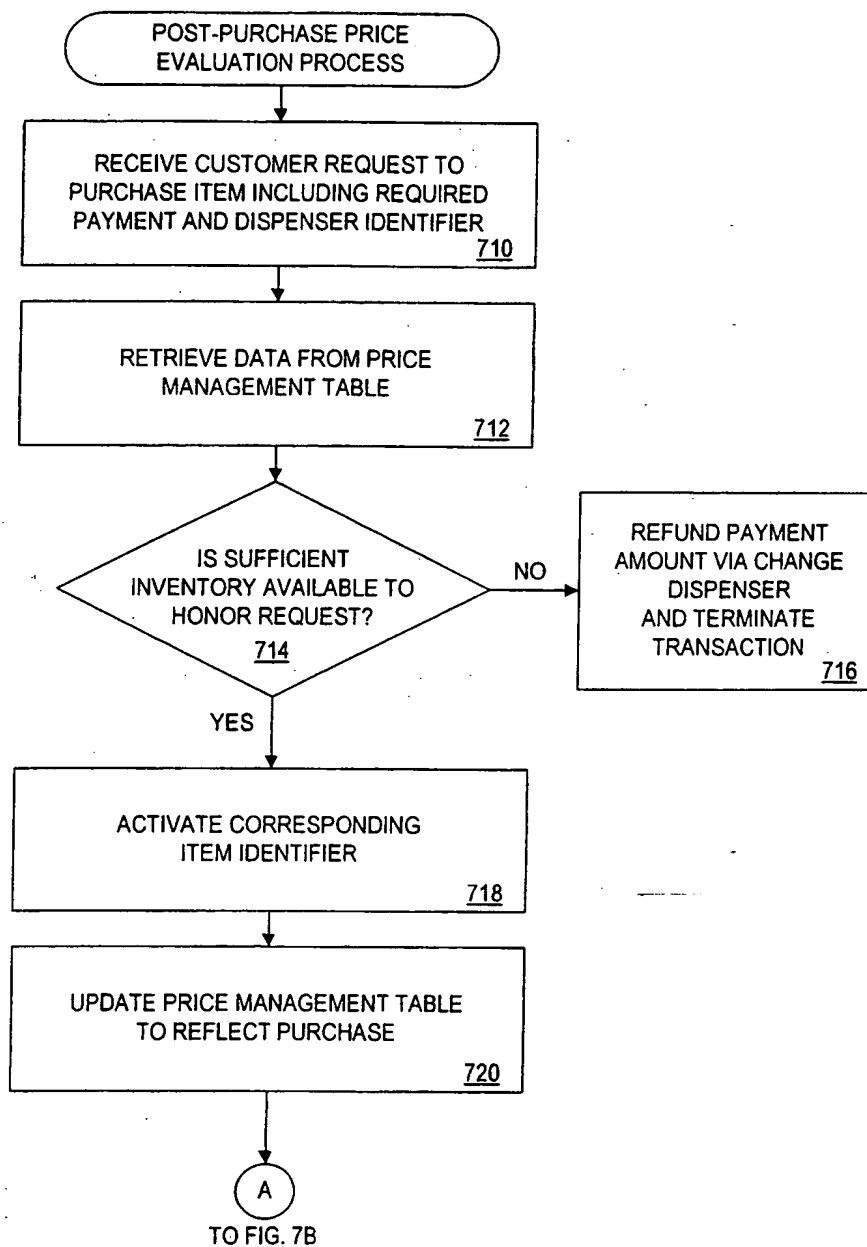 POST-PURCHASE PRICE
EVALUATION PROCESS
RECEIVE CUSTOMER REQUEST TO
PURCHASE ITEM INCLUDING REQUIRED
PAYMENT AND DISPENSER IDENTIFIER
710
RETRIEVE DATA FROM PRICE
MANAGEMENT TABLE
712
IS SUFFICIENT
INVENTORY AVAILABLE TO
HONOR REQUEST?
714
NO
REFUND PAYMENT
AMOUNT VIA CHANGE
DISPENSER
AND TERMINATE
TRANSACTION
716
YES
ACTIVATE CORRESPONDING
ITEM IDENTIFIER
718
UPDATE PRICE MANAGEMENT TABLE
TO REFLECT PURCHASE
720
A
TO FIG. 7B